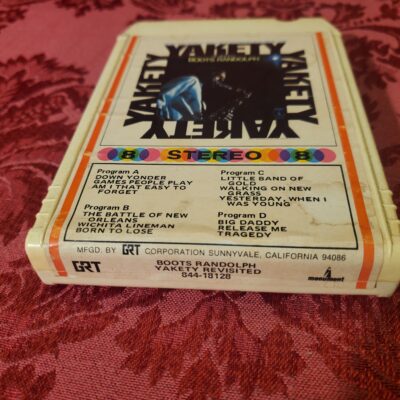 YAKETY
YAKETY
YAKETY
YAKETY
BOOTS RANDOLPH
8 STEREO 8
Program A
DOWN YONDER
GAMES PEOPLE PLAY
AM I THAT EASY TO
FORGET
Program B
THE BATTLE OF NEW
ORLEANS
WICHITA LINEMAN
BORN TO LOSE
Program C
LITTLE BAND OF
GOLD
WALKING ON NEW
GRASS
YESTERDAY, WHEN I
WAS YOUNG
Program D
BIG DADDY
RELEASE ME
TRAGEDY
MFGD. BY GRT CORPORATION SUNNYVALE, CALIFORNIA 94086
GRT
BOOTS RANDOLPH
YAKETY REVISITED
844-18128
monument